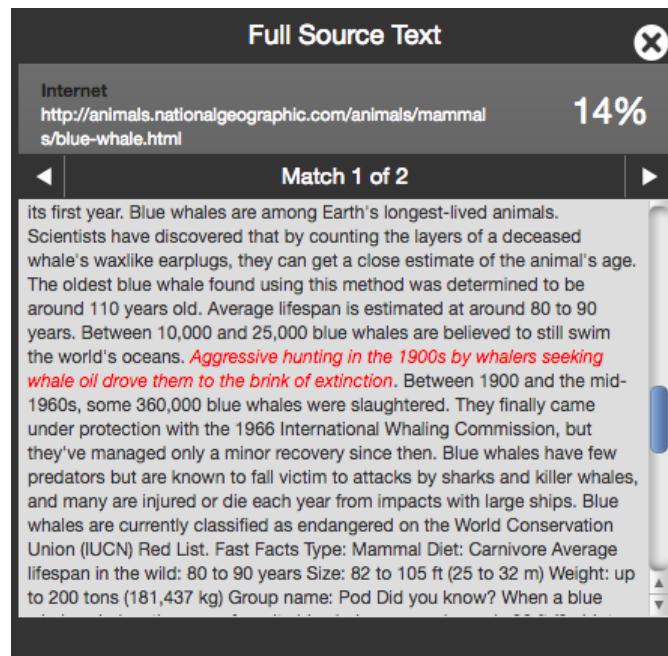 Full Source Text
Internet
http://animals.nationalgeographic.com/animals/mammal
s/blue-whale.html
14%
Match 1 of 2
its first year. Blue whales are among Earth's longest-lived animals.
Scientists have discovered that by counting the layers of a deceased
whale's waxlike earplugs, they can get a close estimate of the animal's age.
The oldest blue whale found using this method was determined to be
around 110 years old. Average lifespan is estimated at around 80 to 90
years. Between 10,000 and 25,000 blue whales are believed to still swim
the world's oceans. Aggressive hunting in the 1900s by whalers seeking
whale oil drove them to the brink of extinction. Between 1900 and the mid-
1960s, some 360,000 blue whales were slaughtered. They finally came
under protection with the 1966 International Whaling Commission, but
they've managed only a minor recovery since then. Blue whales have few
predators but are known to fall victim to attacks by sharks and killer whales,
and many are injured or die each year from impacts with large ships. Blue
whales are currently classified as endangered on the World Conservation
Union (IUCN) Red List. Fast Facts Type: Mammal Diet: Carnivore Average
lifespan in the wild: 80 to 90 years Size: 82 to 105 ft (25 to 32 m) Weight: up
to 200 tons (181,437 kg) Group name: Pod Did you know? When a blue